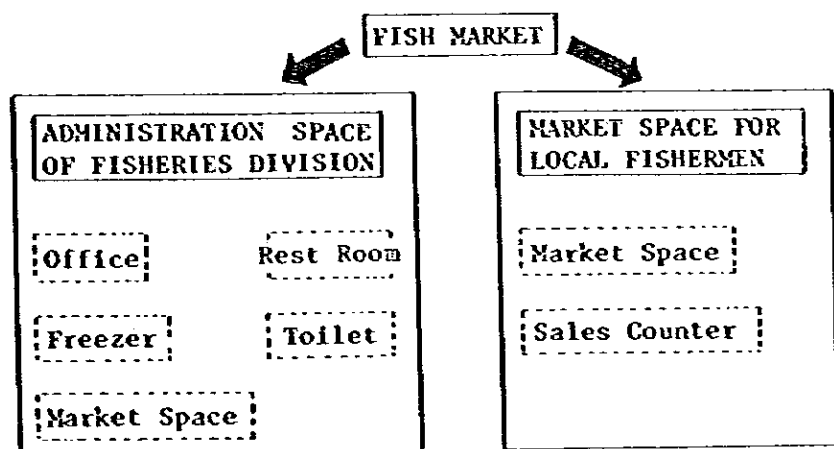 FISH MARKET
ADMINISTRATION SPACE
OF FISHERIES DIVISION
Office
Rest Room
Freezer
Toilet
Market Space
MARKET SPACE FOR
LOCAL FISHERMEN
Market Space
Sales Counter